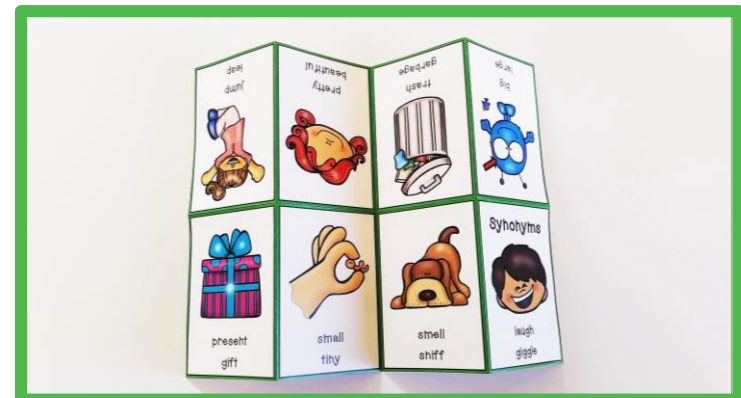 jump
leap
pretty
beautiful
trash
garbage
big
large
present
gift
small
tiny
smell
sniff
Synonyms
laugh
giggle